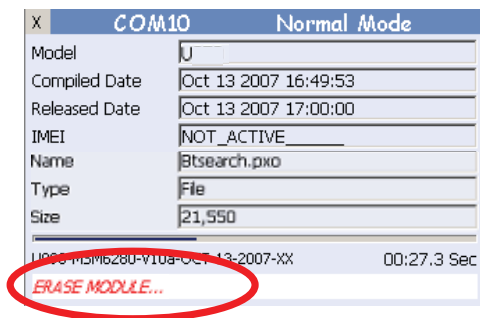 X COM10 Normal Mode
Model U
Compiled Date Oct 13 2007 16:49:53
Released Date Oct 13 2007 17:00:00
IMEI NOT_ACTIVE______
Name Btsearch.pxo
Type File
Size 21,550
-MSM6280-V10a-OCT-13-2007-XX 00:27.3 Sec
ERASE MODULE...